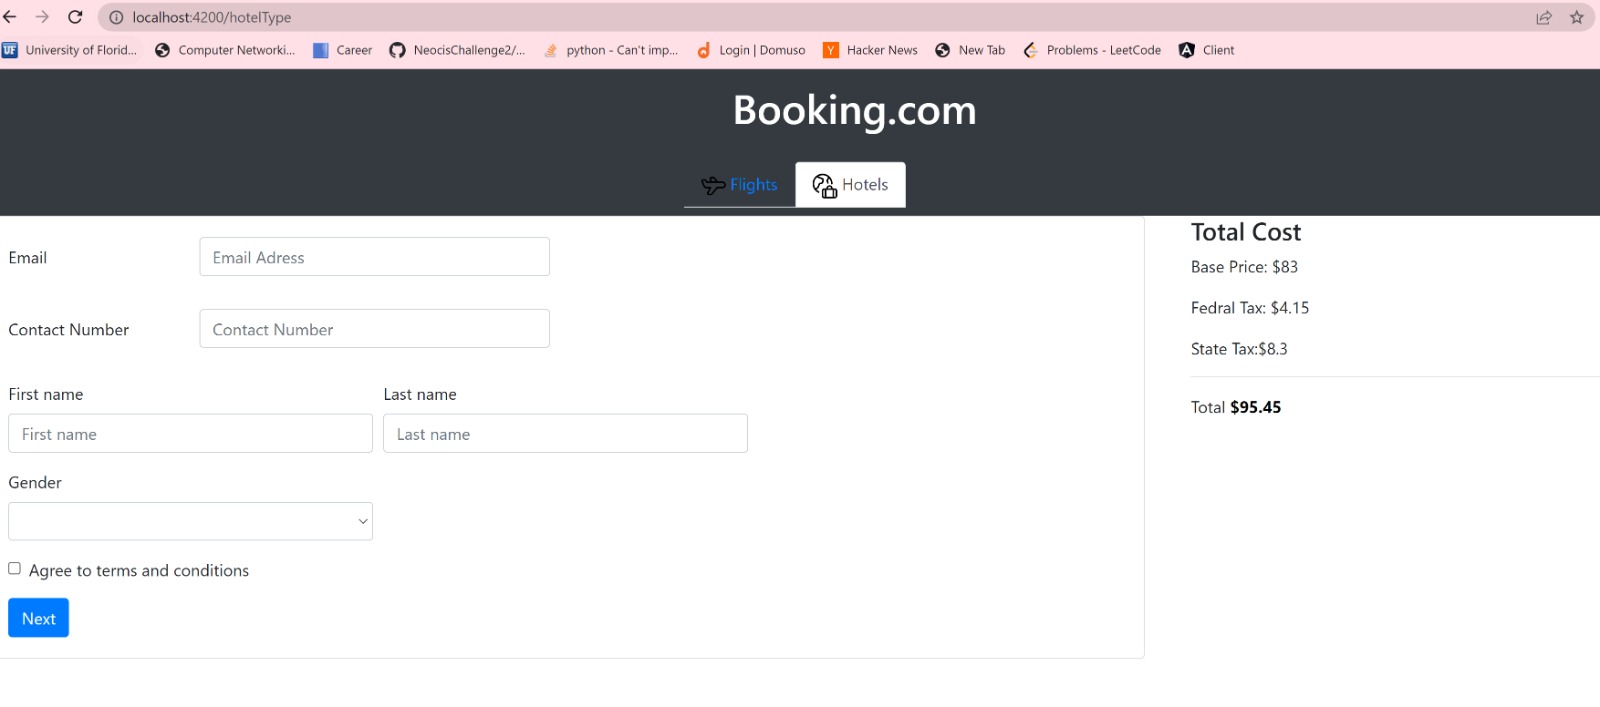 localhost:4200/hotelType
University of Florid... Computer Networki... Career NeocisChallenge2/... python - Can't imp... Login | Domuso Hacker News New Tab Problems - LeetCode Client
Booking.com
Flights Hotels
Email Email Adress
Contact Number Contact Number
First name Last name
First name Last name
Gender
Agree to terms and conditions
Next
Total Cost
Base Price: $83
Fedral Tax: $4.15
State Tax:$8.3
Total $95.45